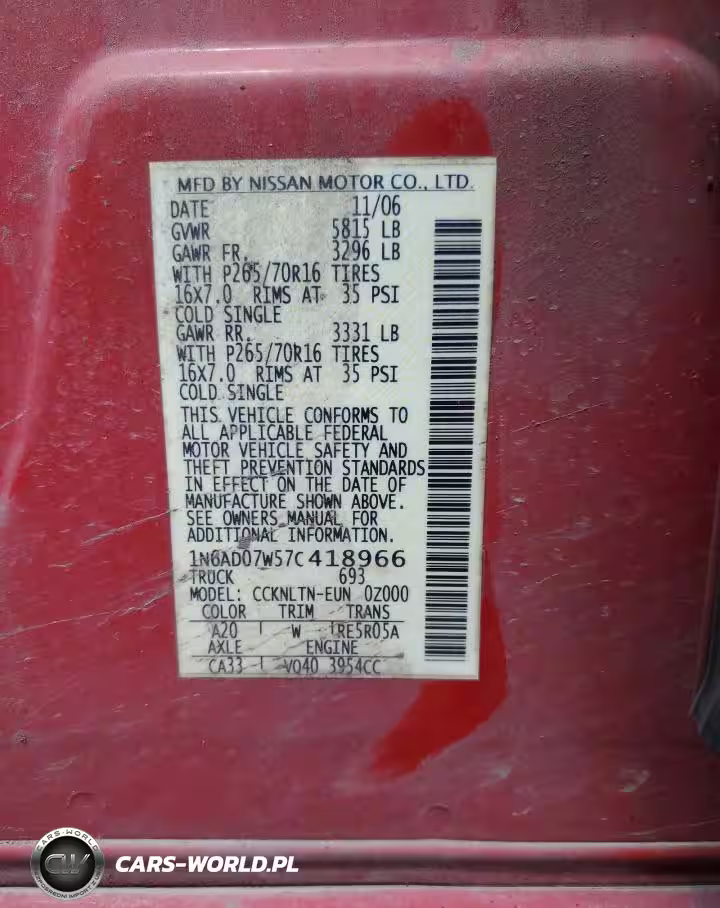 MFD BY NISSAN MOTOR CO., LTD.
DATE 11/06
GVWR 5815 LB
GAWR FR. 3296 LB
WITH P265/70R16 TIRES
16X7.0 RIMS AT 35 PSI
COLD SINGLE
GAWR RR. 3331 LB
WITH P265/70R16 TIRES
16X7.0 RIMS AT 35 PSI
COLD SINGLE
THIS VEHICLE CONFORMS TO
ALL APPLICABLE FEDERAL
MOTOR VEHICLE SAFETY AND
THEFT PREVENTION STANDARDS
IN EFFECT ON THE DATE OF
MANUFACTURE SHOWN ABOVE.
SEE OWNERS MANUAL FOR
ADDITIONAL INFORMATION.
1N6AD07W57C418966
TRUCK 693
MODEL: CCKNLTN-EUN 0Z000
COLOR TRIM TRANS
A20 W RE5R05A
AXLE ENGINE
CA33 VQ40 3954CC
CARS-WORLD
CW
CARS-WORLD.PL